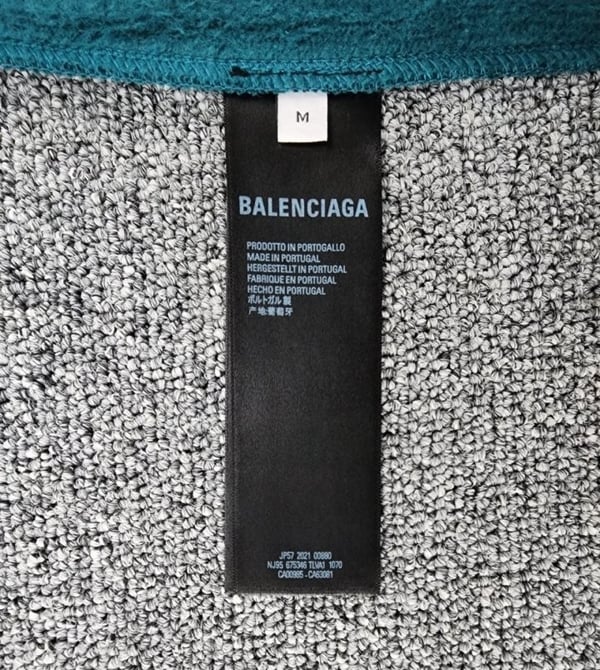 M
BALENCIAGA
PRODOTTO IN PORTOGALLO
MADE IN PORTUGAL
HERGESTELLT IN PORTUGAL
FABRIQUE EN PORTUGAL
HECHO EN PORTUGAL
ポルトガル製
产地:葡萄牙
JP57 2021 00880
NJ95 675346 TLVA1 1070
CA00985 - CA63081